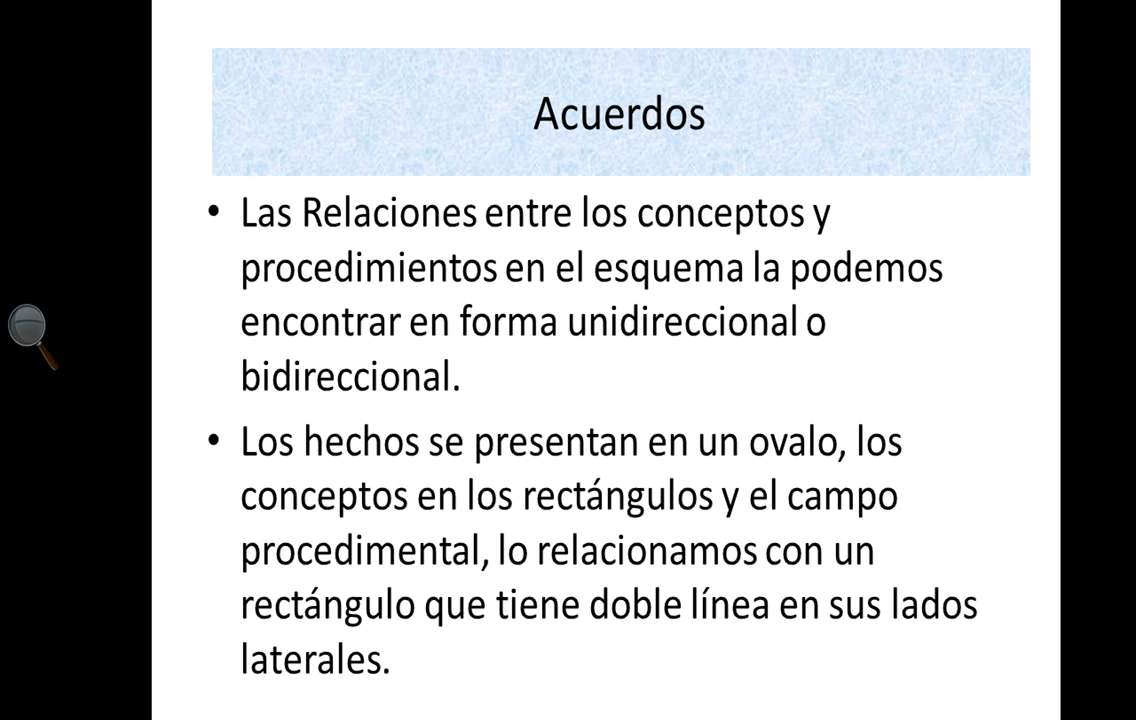 Acuerdos
• Las Relaciones entre los conceptos y
procedimientos en el esquema la podemos
encontrar en forma unidireccional o
bidireccional.
• Los hechos se presentan en un ovalo, los
conceptos en los rectángulos y el campo
procedimental, lo relacionamos con un
rectángulo que tiene doble línea en sus lados
laterales.